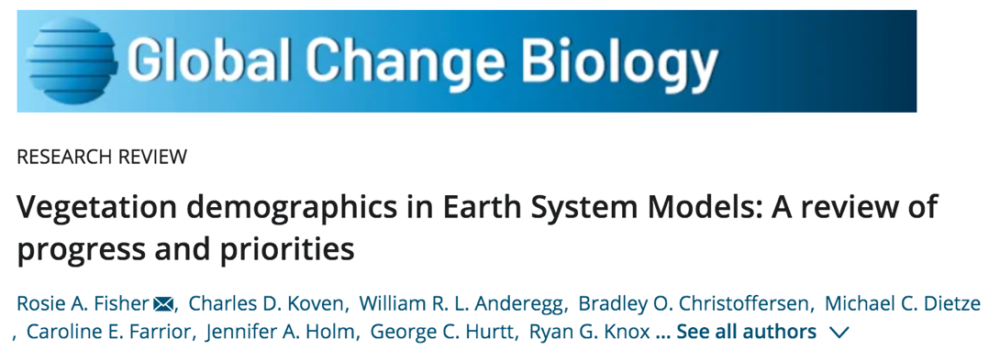 Global Change Biology
RESEARCH REVIEW
Vegetation demographics in Earth System Models: A review of
progress and priorities
Rosie A. Fisher, Charles D. Koven, William R. L. Anderegg, Bradley O. Christoffersen, Michael C. Dietze
, Caroline E. Farrior, Jennifer A. Holm, George C. Hurtt, Ryan G. Knox ... See all authors